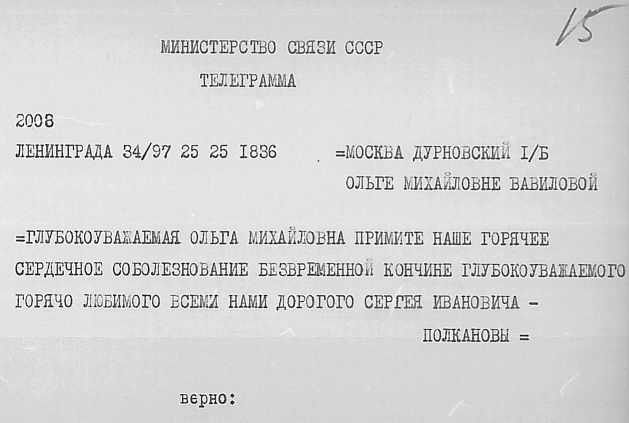 15
МИНИСТЕРСТВО СВЯЗИ СССР
ТЕЛЕГРАММА
2008
ЛЕНИНГРАДА 34/97 25 25 1836 =МОСКВА ДУРНОВСКИЙ I/Б
ОЛЬГЕ МИХАЙЛОВНЕ ВАВИЛОВОЙ
=ГЛУБОКОУВАЖАЕМАЯ ОЛЬГА МИХАЙЛОВНА ПРИМИТЕ НАШЕ ГОРЯЧЕЕ
СЕРДЕЧНОЕ СОБОЛЕЗНОВАНИЕ БЕЗВРЕМЕННОЙ КОНЧИНЕ ГЛУБОКОУВАЖАЕМОГО
ГОРЯЧО ЛЮБИМОГО ВСЕМИ НАМИ ДОРОГОГО СЕРГЕЯ ИВАНОВИЧА -
ПОЛКАНОВЫ =
верно: